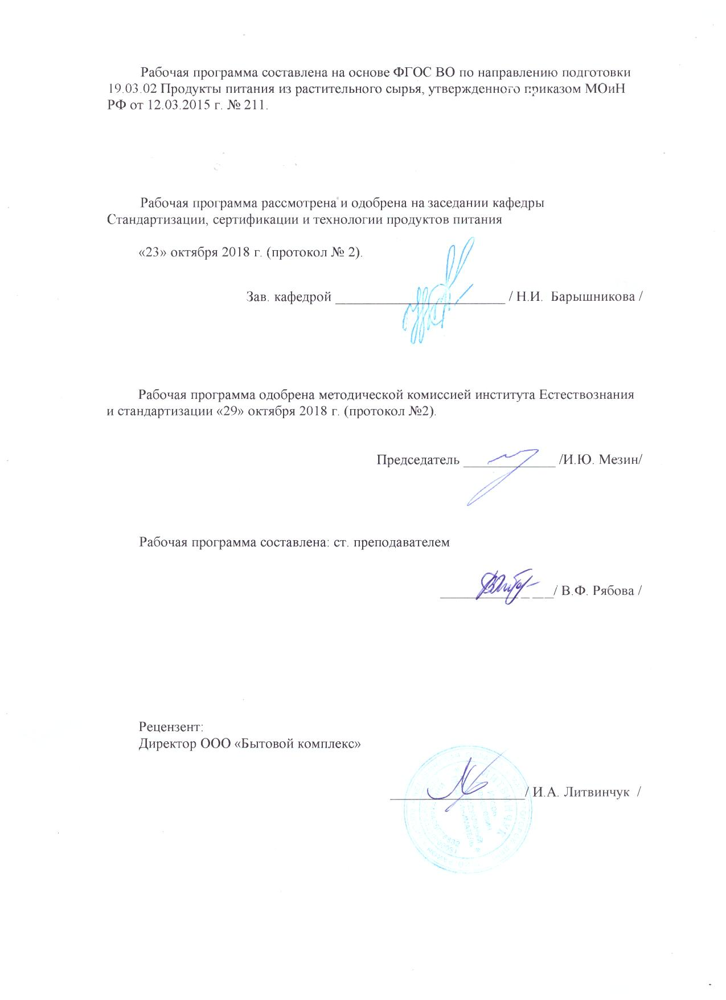 Рабочая программа составлена на основе ФГОС ВО по направлению подготовки
19.03.02 Продукты питания из растительного сырья, утвержденного приказом МОиН
РФ от 12.03.2015 г. № 211.
Рабочая программа рассмотрена и одобрена на заседании кафедры
Стандартизации, сертификации и технологии продуктов питания
«23» октября 2018 г. (протокол № 2).
Зав. кафедрой ________________________ / Н.И. Барышникова /
Рабочая программа одобрена методической комиссией института Естествознания
и стандартизации «29» октября 2018 г. (протокол №2).
Председатель _____________ /И.Ю. Мезин/
Рабочая программа составлена: ст. преподавателем
________________/ В.Ф. Рябова /
Рецензент:
Директор ООО «Бытовой комплекс»
___________________/ И.А. Литвинчук /
ЛИТВИНЧУК